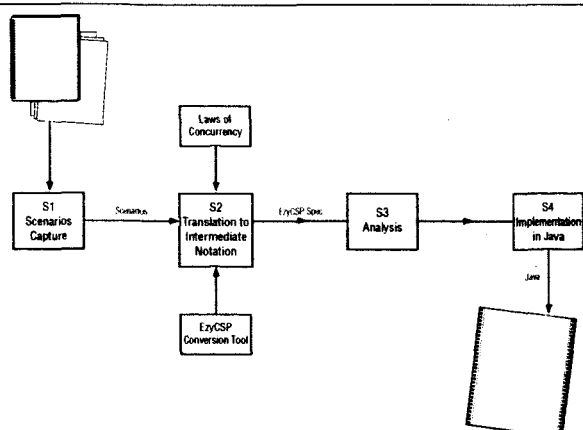 Laws of
Concurrency
S1
Scenarios
Capture
Scenarios
S2
Translation to
Intermediate
Notation
EzyCSP Spec
S3
Analysis
S4
Implementation
in Java
Java
EzyCSP
Conversion Tool